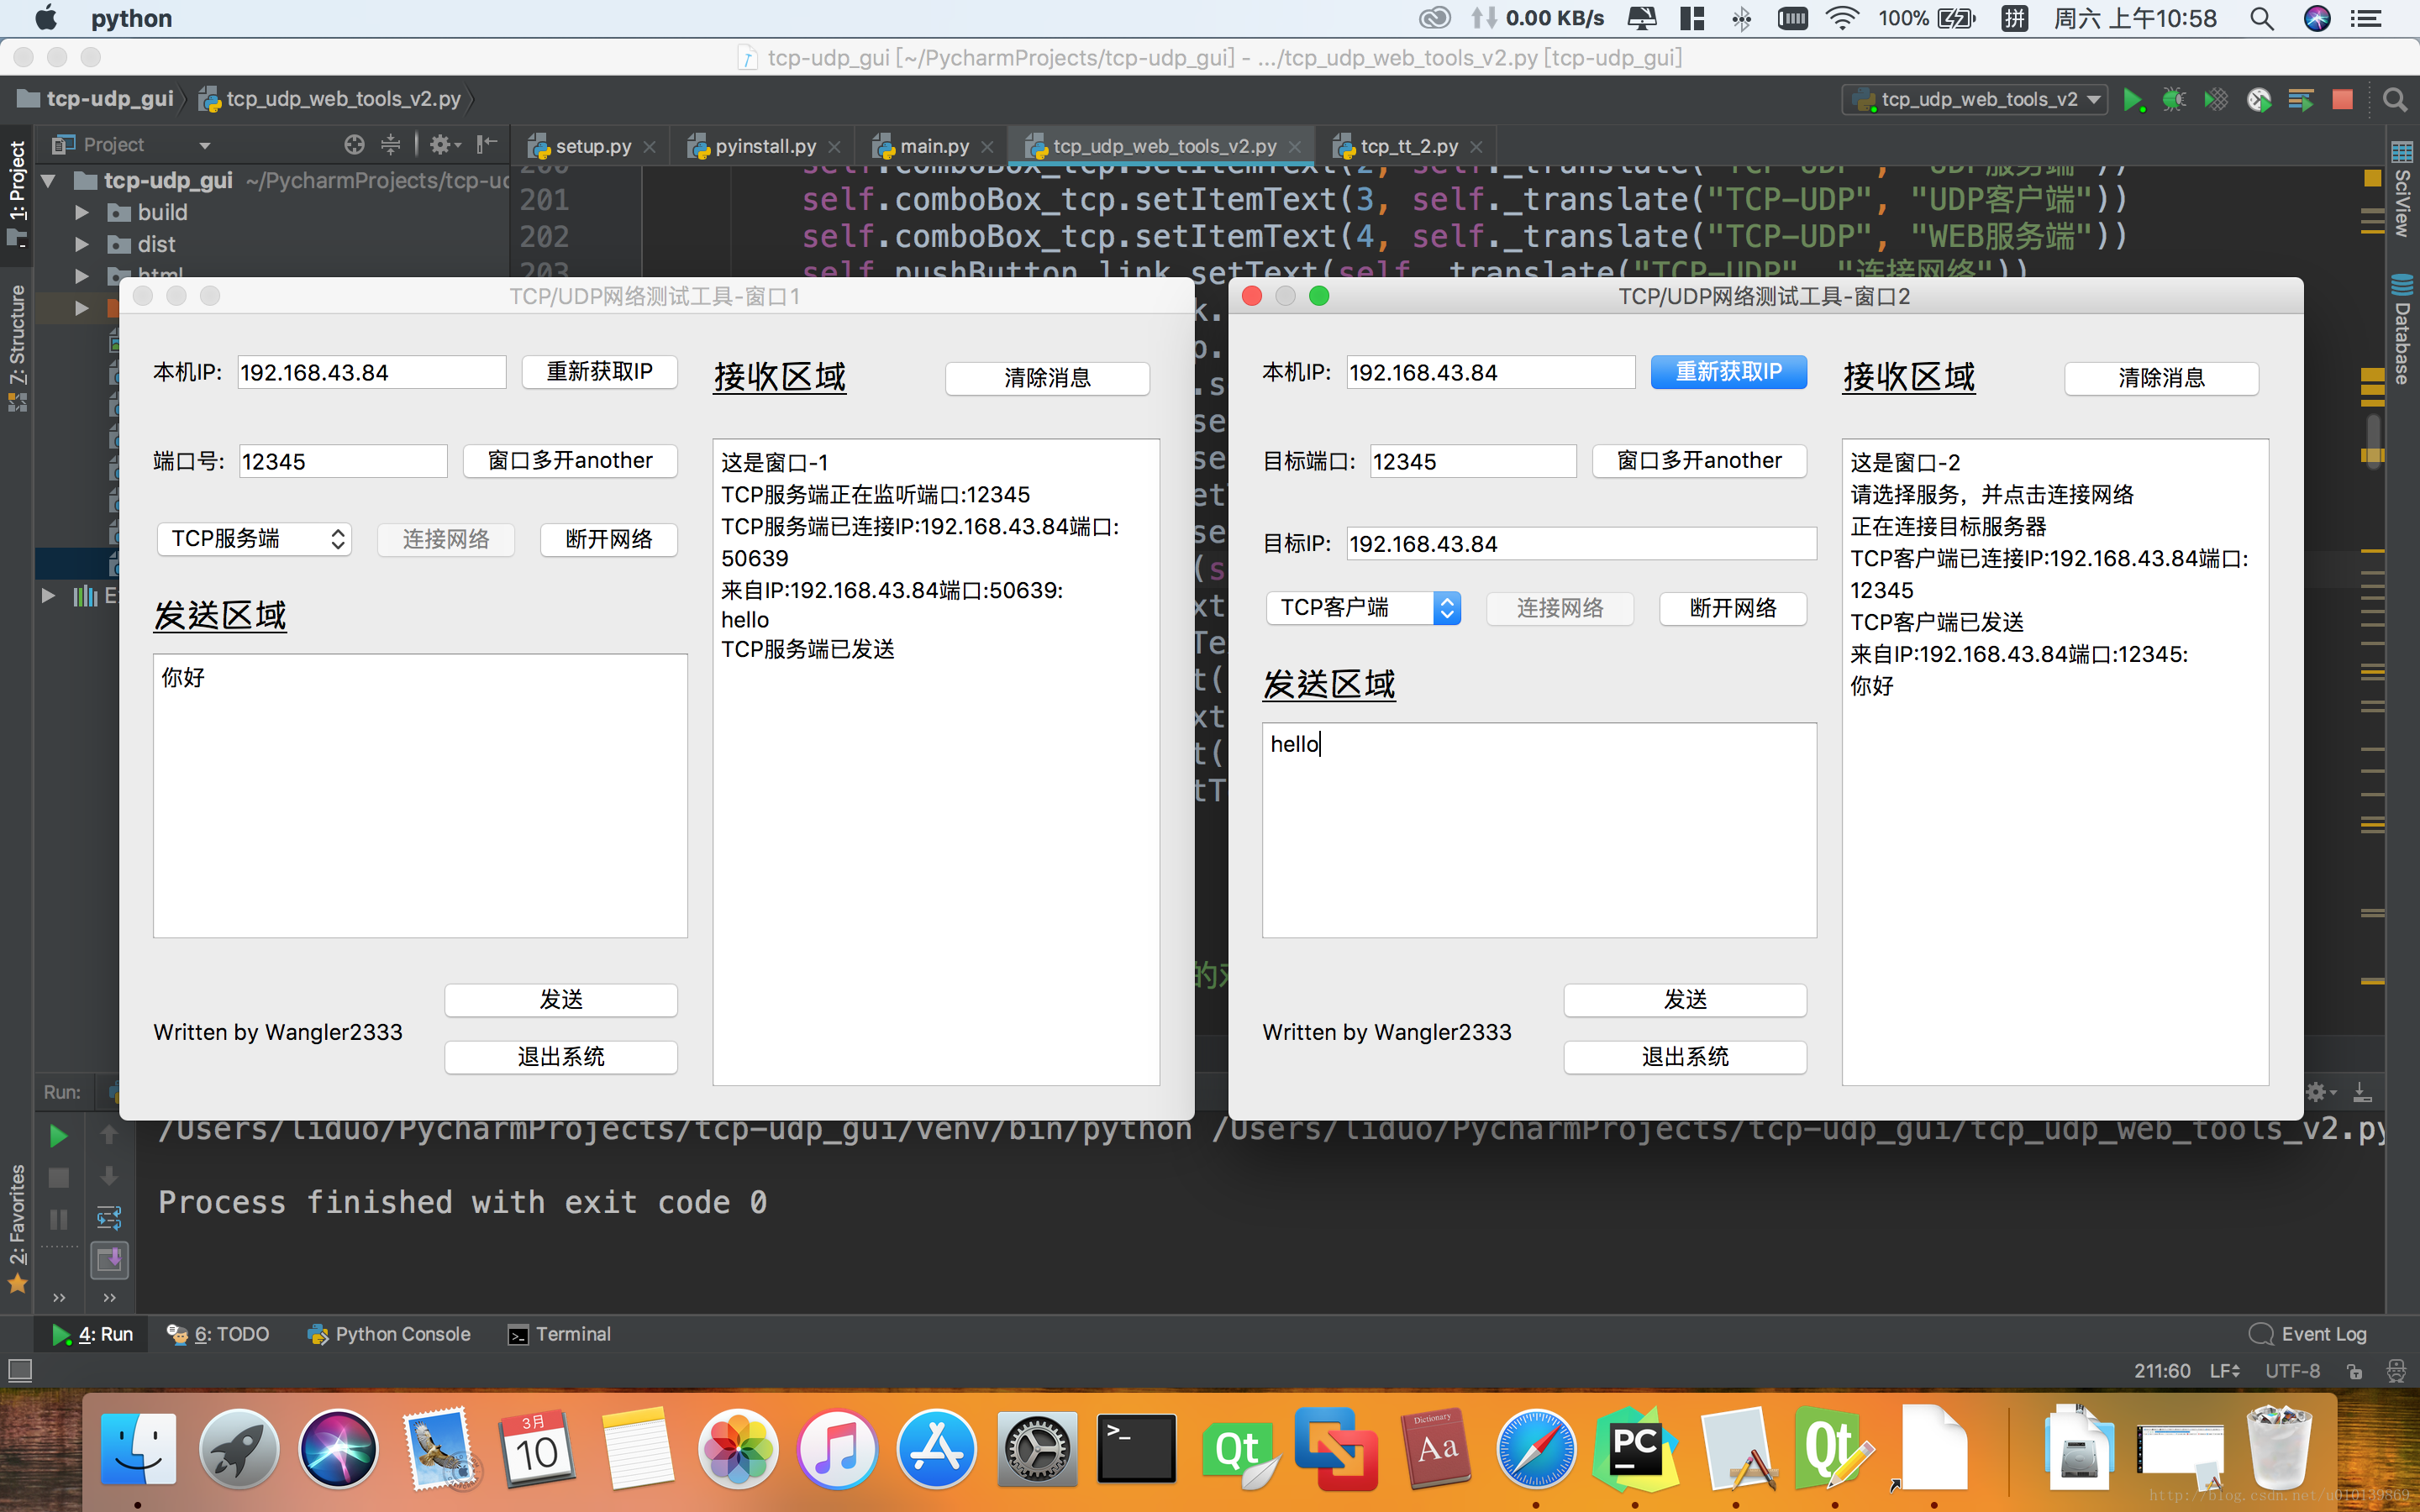 python
0.00 KB/s
100%
拼
周六 上午10:58
tcp-udp_gui [~/PycharmProjects/tcp-udp_gui] - .../tcp_udp_web_tools_v2.py [tcp-udp_gui]
tcp-udp_gui
tcp_udp_web_tools_v2.py
tcp_udp_web_tools_v2
1: Project
Project
setup.py
pyinstall.py
main.py
tcp_udp_web_tools_v2.py
tcp_tt_2.py
tcp-udp_gui ~/PycharmProjects/tcp-ud
build
dist
html
7: Structure
2: Favorites
SciView
Database
200 self.comboBox_tcp.setItemText(2, self._translate("TCP-UDP", "UDP服务端"))
201 self.comboBox_tcp.setItemText(3, self._translate("TCP-UDP", "UDP客户端"))
202 self.comboBox_tcp.setItemText(4, self._translate("TCP-UDP", "WEB服务端"))
203 self.pushButton_link.setText(self._translate("TCP-UDP", "连接网络"))
TCP/UDP网络测试工具-窗口1
本机IP: 192.168.43.84
重新获取IP
接收区域
清除消息
端口号: 12345
窗口多开another
TCP服务端
连接网络
断开网络
发送区域
你好
这是窗口-1
TCP服务端正在监听端口:12345
TCP服务端已连接IP:192.168.43.84端口:
50639
来自IP:192.168.43.84端口:50639:
hello
TCP服务端已发送
发送
Written by Wangler2333
退出系统
TCP/UDP网络测试工具-窗口2
本机IP: 192.168.43.84
重新获取IP
接收区域
清除消息
目标端口: 12345
窗口多开another
目标IP: 192.168.43.84
TCP客户端
连接网络
断开网络
发送区域
hello
这是窗口-2
请选择服务，并点击连接网络
正在连接目标服务器
TCP客户端已连接IP:192.168.43.84端口:
12345
TCP客户端已发送
来自IP:192.168.43.84端口:12345:
你好
发送
Written by Wangler2333
退出系统
Run:
/Users/liduo/PycharmProjects/tcp-udp_gui/venv/bin/python /Users/liduo/PycharmProjects/tcp-udp_gui/tcp_udp_web_tools_v2.py
Process finished with exit code 0
4: Run
6: TODO
Python Console
Terminal
Event Log
211:60
LF
UTF-8
3月
10
Qt
Dictionary
Aa
PC
Qt